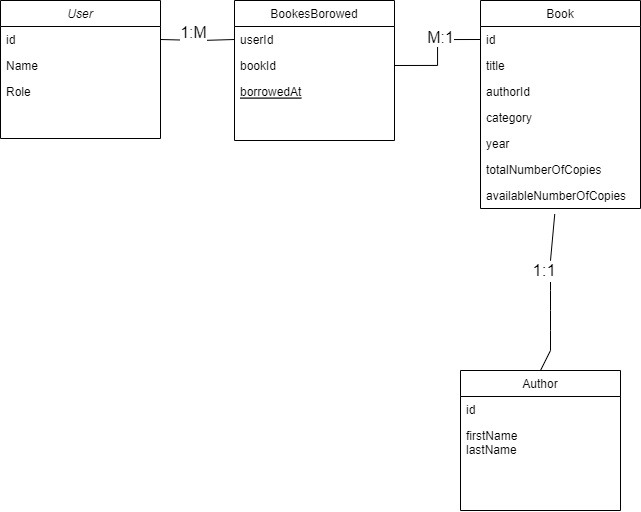 User
id
Name
Role
1:M
BookesBorowed
userId
bookId
borrowedAt
M:1
Book
id
title
authorId
category
year
totalNumberOfCopies
availableNumberOfCopies
1:1
Author
id
firstName
lastName